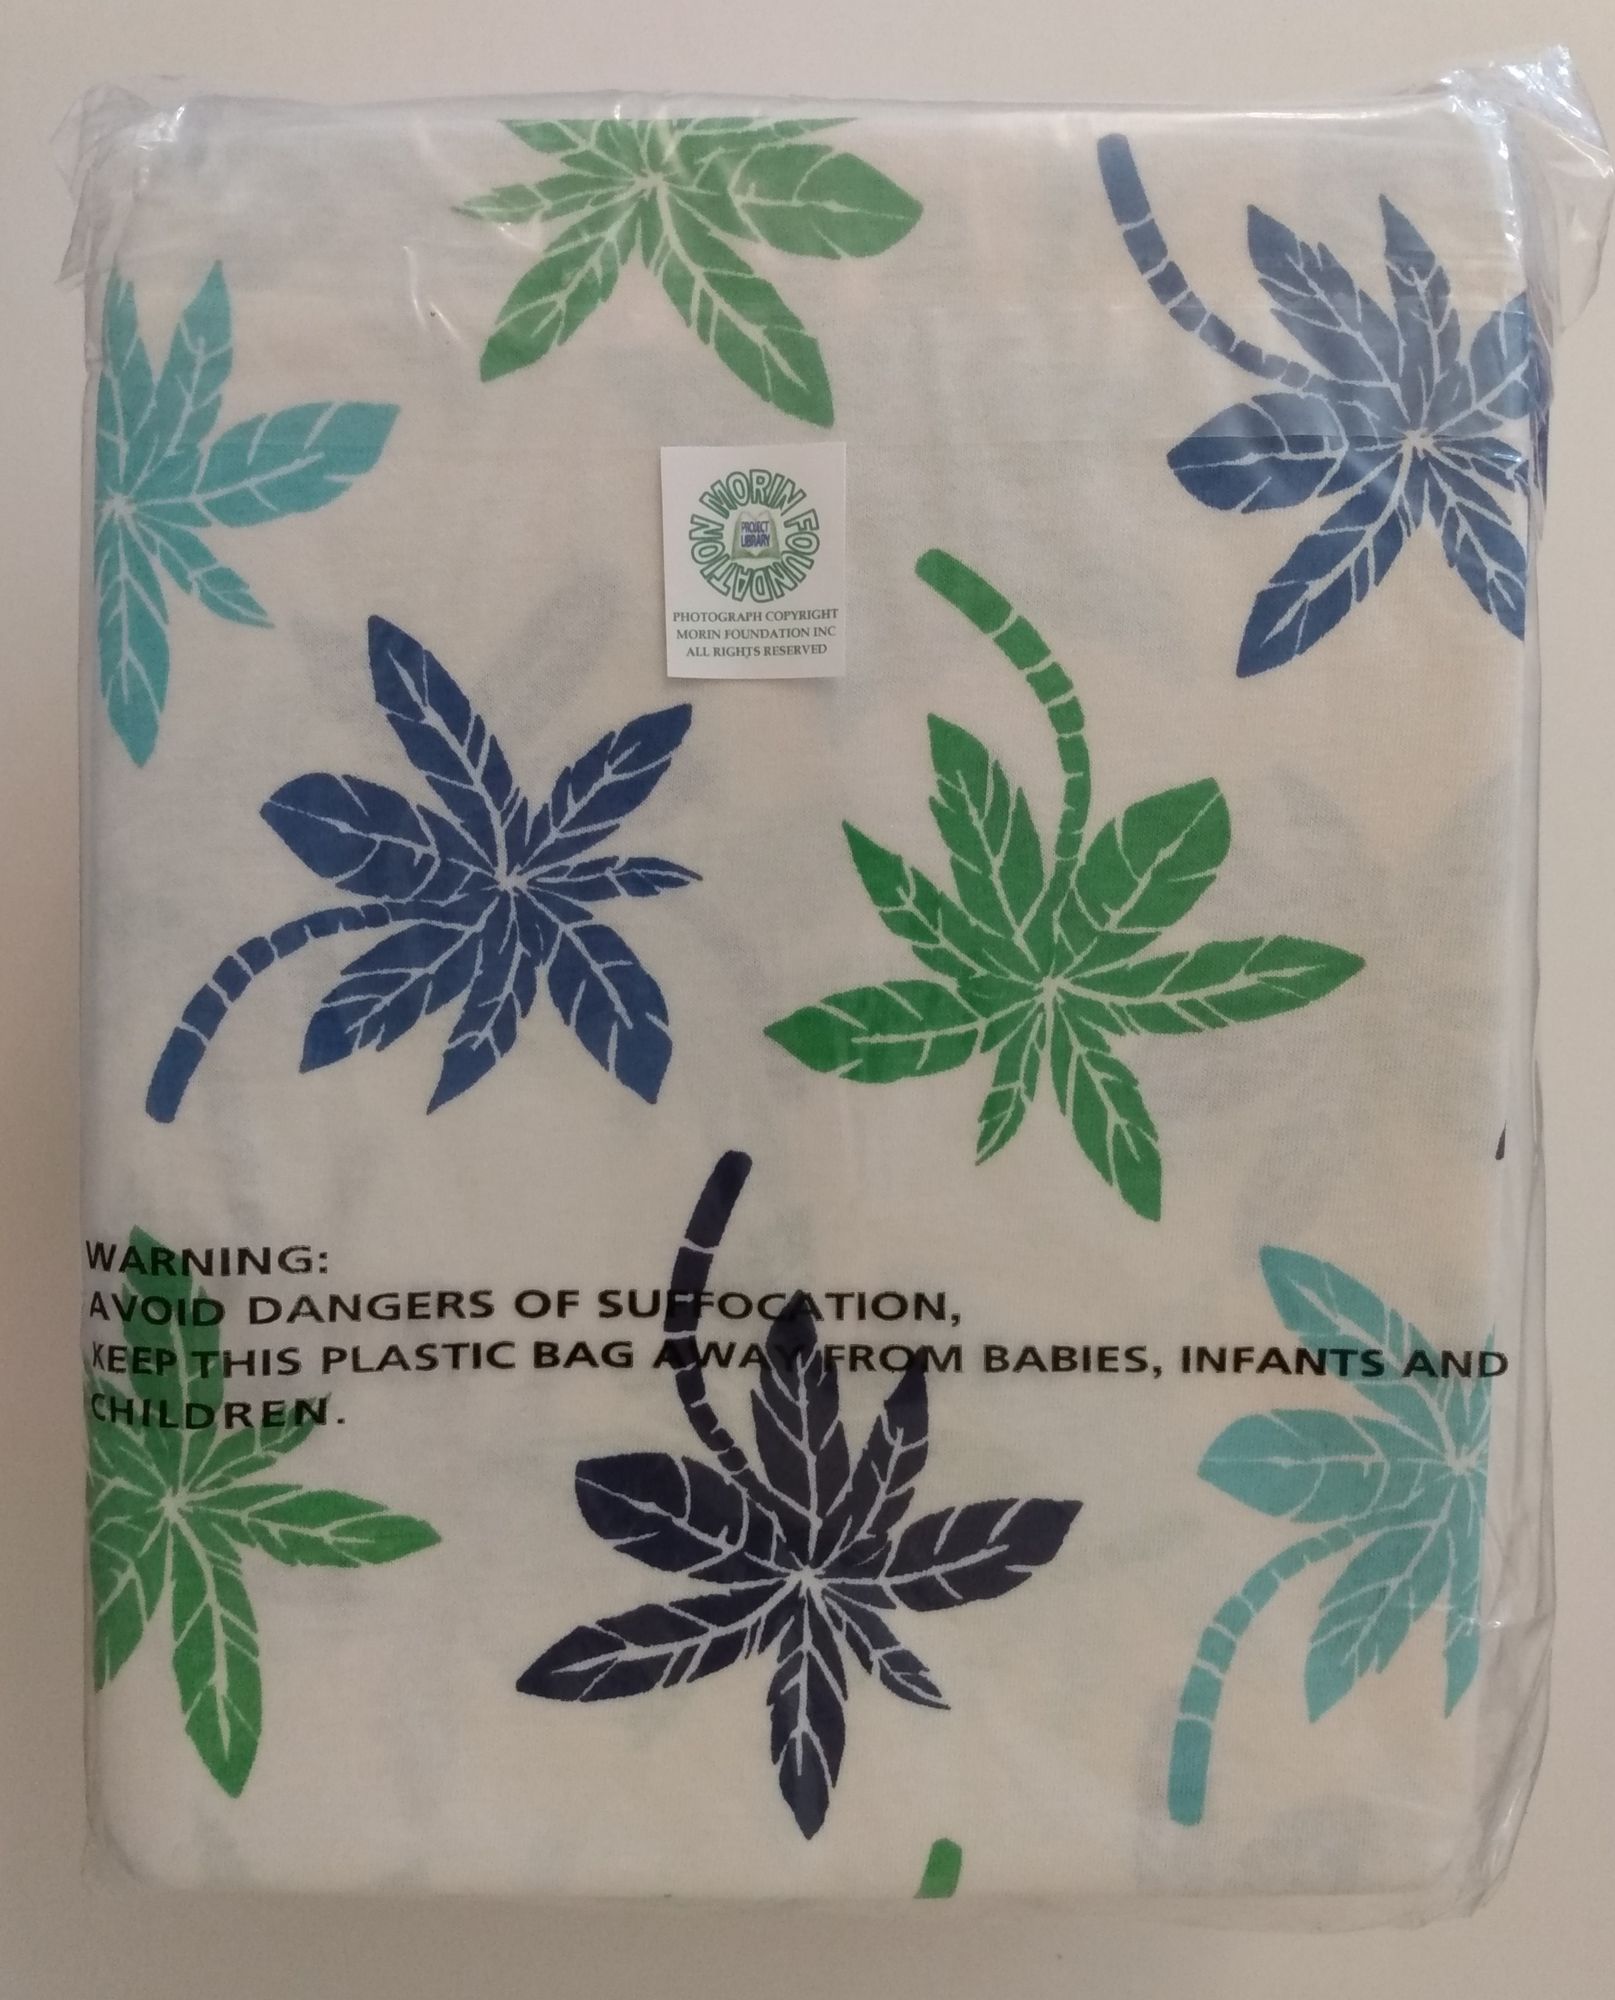 MORIN FOUNDATION
PROJECT
LIBRARY
PHOTOGRAPH COPYRIGHT
MORIN FOUNDATION INC
ALL RIGHTS RESERVED
WARNING:
AVOID DANGERS OF SUFFOCATION,
KEEP THIS PLASTIC BAG AWAY FROM BABIES, INFANTS AND
CHILDREN.